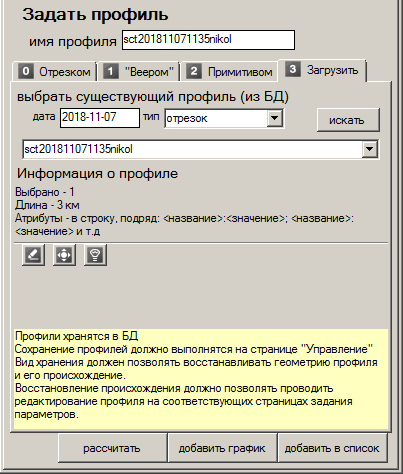 Задать профиль
имя профиля sct201811071135nikol
0 Отрезком 1 "Веером" 2 Примитивом 3 Загрузить
выбрать существующий профиль (из БД)
дата 2018-11-07 тип отрезок искать
sct201811071135nikol
Информация о профиле
Выбрано - 1
Длина - 3 км
Атрибуты - в строку, подряд: <название>:<значение>; <название>:
<значение> и т.д
Профили хранятся в БД
Сохранение профилей должно выполнятся на странице "Управление"
Вид хранения должен позволять восстанавливать геометрию профиля
и его происхождение.
Восстановление происхождения должно позволять проводить
редактирование профиля на соответствующих страницах задания
параметров.
рассчитать добавить график добавить в список